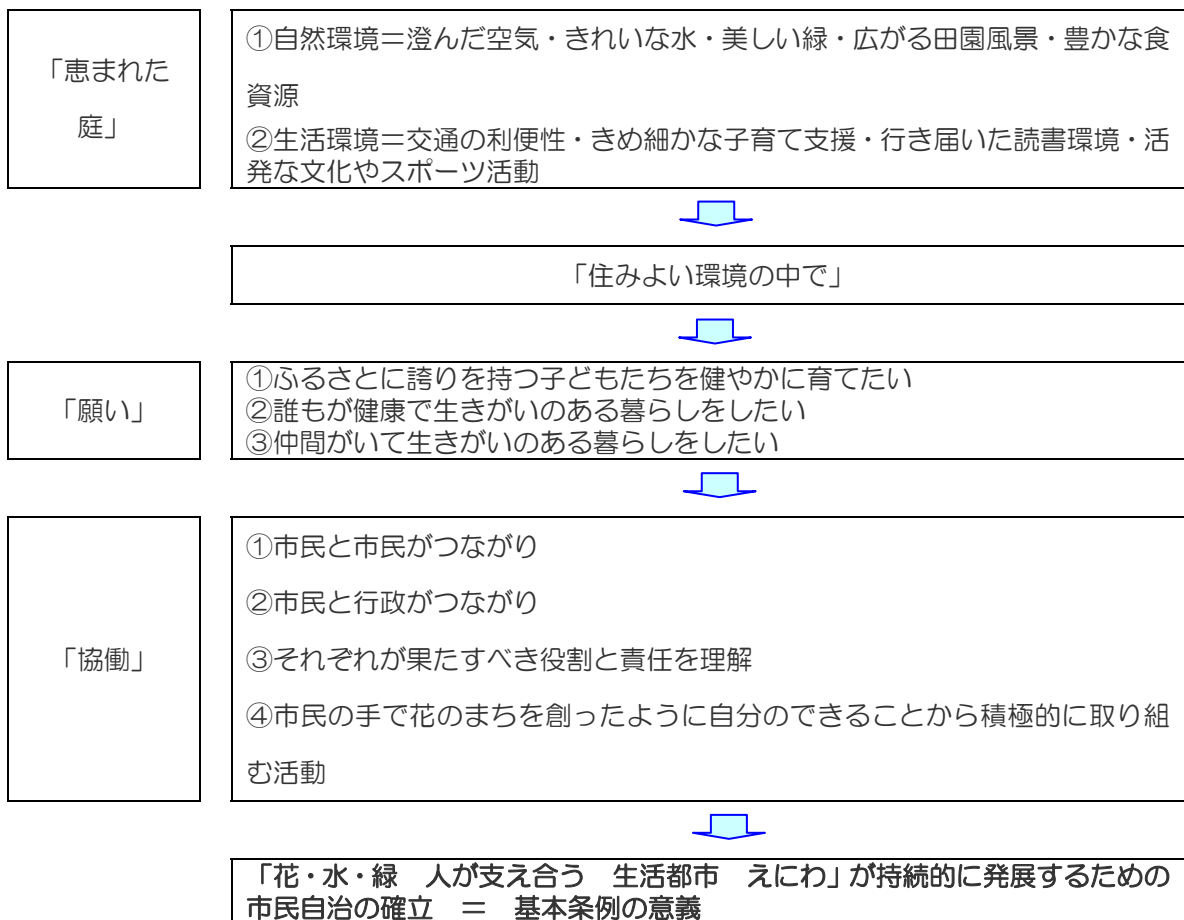 「恵まれた
庭」
①自然環境＝澄んだ空気・きれいな水・美しい緑・広がる田園風景・豊かな食
資源
②生活環境＝交通の利便性・きめ細かな子育て支援・行き届いた読書環境・活
発な文化やスポーツ活動
「住みよい環境の中で」
「願い」
①ふるさとに誇りを持つ子どもたちを健やかに育てたい
②誰もが健康で生きがいのある暮らしをしたい
③仲間がいて生きがいのある暮らしをしたい
「協働」
①市民と市民がつながり
②市民と行政がつながり
③それぞれが果たすべき役割と責任を理解
④市民の手で花のまちを創ったように自分のできることから積極的に取り組
む活動
「花・水・緑　人が支え合う　生活都市　えにわ」が持続的に発展するための
市民自治の確立　＝　基本条例の意義